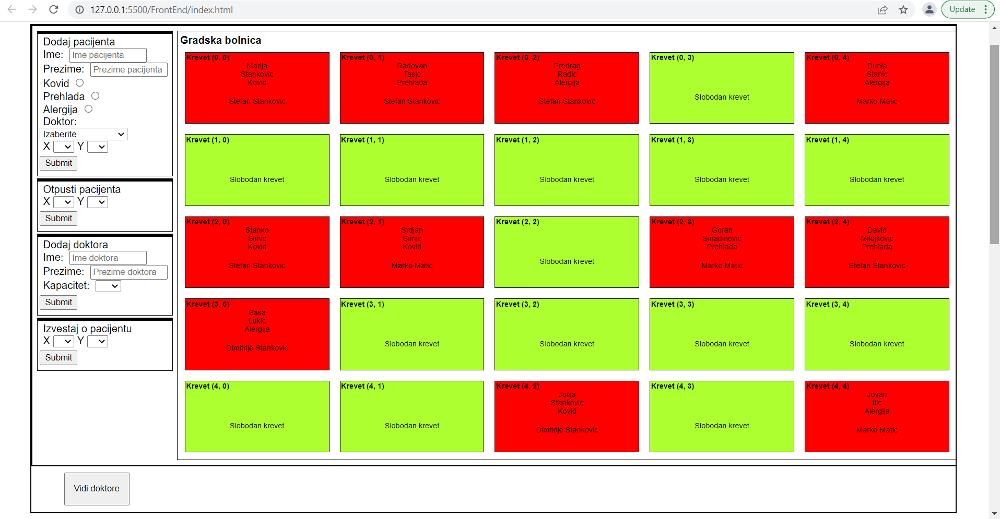 127.0.0.1:5500/FrontEnd/index.html
Update
Dodaj pacijenta
Ime: Ime pacijenta
Prezime: Prezime pacijenta
Kovid
Prehlada
Alergija
Doktor:
Izaberite
X Y
Submit
Otpusti pacijenta
X Y
Submit
Dodaj doktora
Ime: Ime doktora
Prezime: Prezime doktora
Kapacitet:
Submit
Izvestaj o pacijentu
X Y
Submit
Gradska bolnica
Krevet (0, 0)
Marija
Stankovic
Kovid
Stefan Stankovic
Krevet (0, 1)
Radovan
Tasic
Prehlada
Stefan Stankovic
Krevet (0, 2)
Predrag
Radic
Alergija
Stefan Stankovic
Krevet (0, 3)
Slobodan krevet
Krevet (0, 4)
Dunja
Stanic
Alergija
Marko Matic
Krevet (1, 0)
Slobodan krevet
Krevet (1, 1)
Slobodan krevet
Krevet (1, 2)
Slobodan krevet
Krevet (1, 3)
Slobodan krevet
Krevet (1, 4)
Slobodan krevet
Krevet (2, 0)
Stanko
Simic
Kovid
Stefan Stankovic
Krevet (2, 1)
Srdjan
Simic
Kovid
Marko Matic
Krevet (2, 2)
Slobodan krevet
Krevet (2, 3)
Goran
Sinadinovic
Prehlada
Marko Matic
Krevet (2, 4)
David
Milojkovic
Prehlada
Stefan Stankovic
Krevet (3, 0)
Sasa
Lukic
Alergija
Dimitrije Stankovic
Krevet (3, 1)
Slobodan krevet
Krevet (3, 2)
Slobodan krevet
Krevet (3, 3)
Slobodan krevet
Krevet (3, 4)
Slobodan krevet
Krevet (4, 0)
Slobodan krevet
Krevet (4, 1)
Slobodan krevet
Krevet (4, 2)
Julija
Stankovic
Kovid
Dimitrije Stankovic
Krevet (4, 3)
Slobodan krevet
Krevet (4, 4)
Jovan
Ilic
Alergija
Marko Matic
Vidi doktore